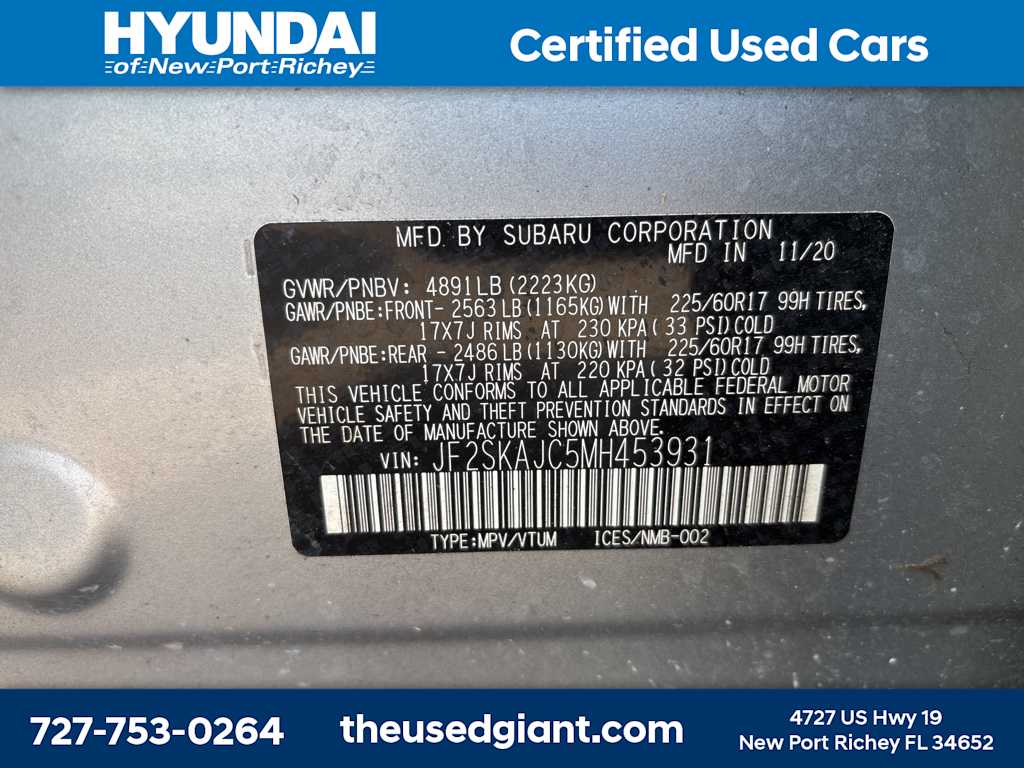 HYUNDAI
of New Port Richey
Certified Used Cars
MFD BY SUBARU CORPORATION
MFD IN 11/20
GVWR/PNBV: 4891LB (2223KG)
GAWR/PNBE:FRONT- 2563 LB (1165KG) WITH 225/60R17 99H TIRES,
17X7J RIMS AT 230 KPA ( 33 PSI) COLD
GAWR/PNBE:REAR - 2486 LB (1130KG) WITH 225/60R17 99H TIRES,
17X7J RIMS AT 220 KPA ( 32 PSI) COLD
THIS VEHICLE CONFORMS TO ALL APPLICABLE FEDERAL MOTOR
VEHICLE SAFETY AND THEFT PREVENTION STANDARDS IN EFFECT ON
THE DATE OF MANUFACTURE SHOWN ABOVE.
VIN: JF2SKAJC5MH453931
TYPE:MPV/VTUM ICES/NMB-002
727-753-0264
theusedgiant.com
4727 US Hwy 19
New Port Richey FL 34652